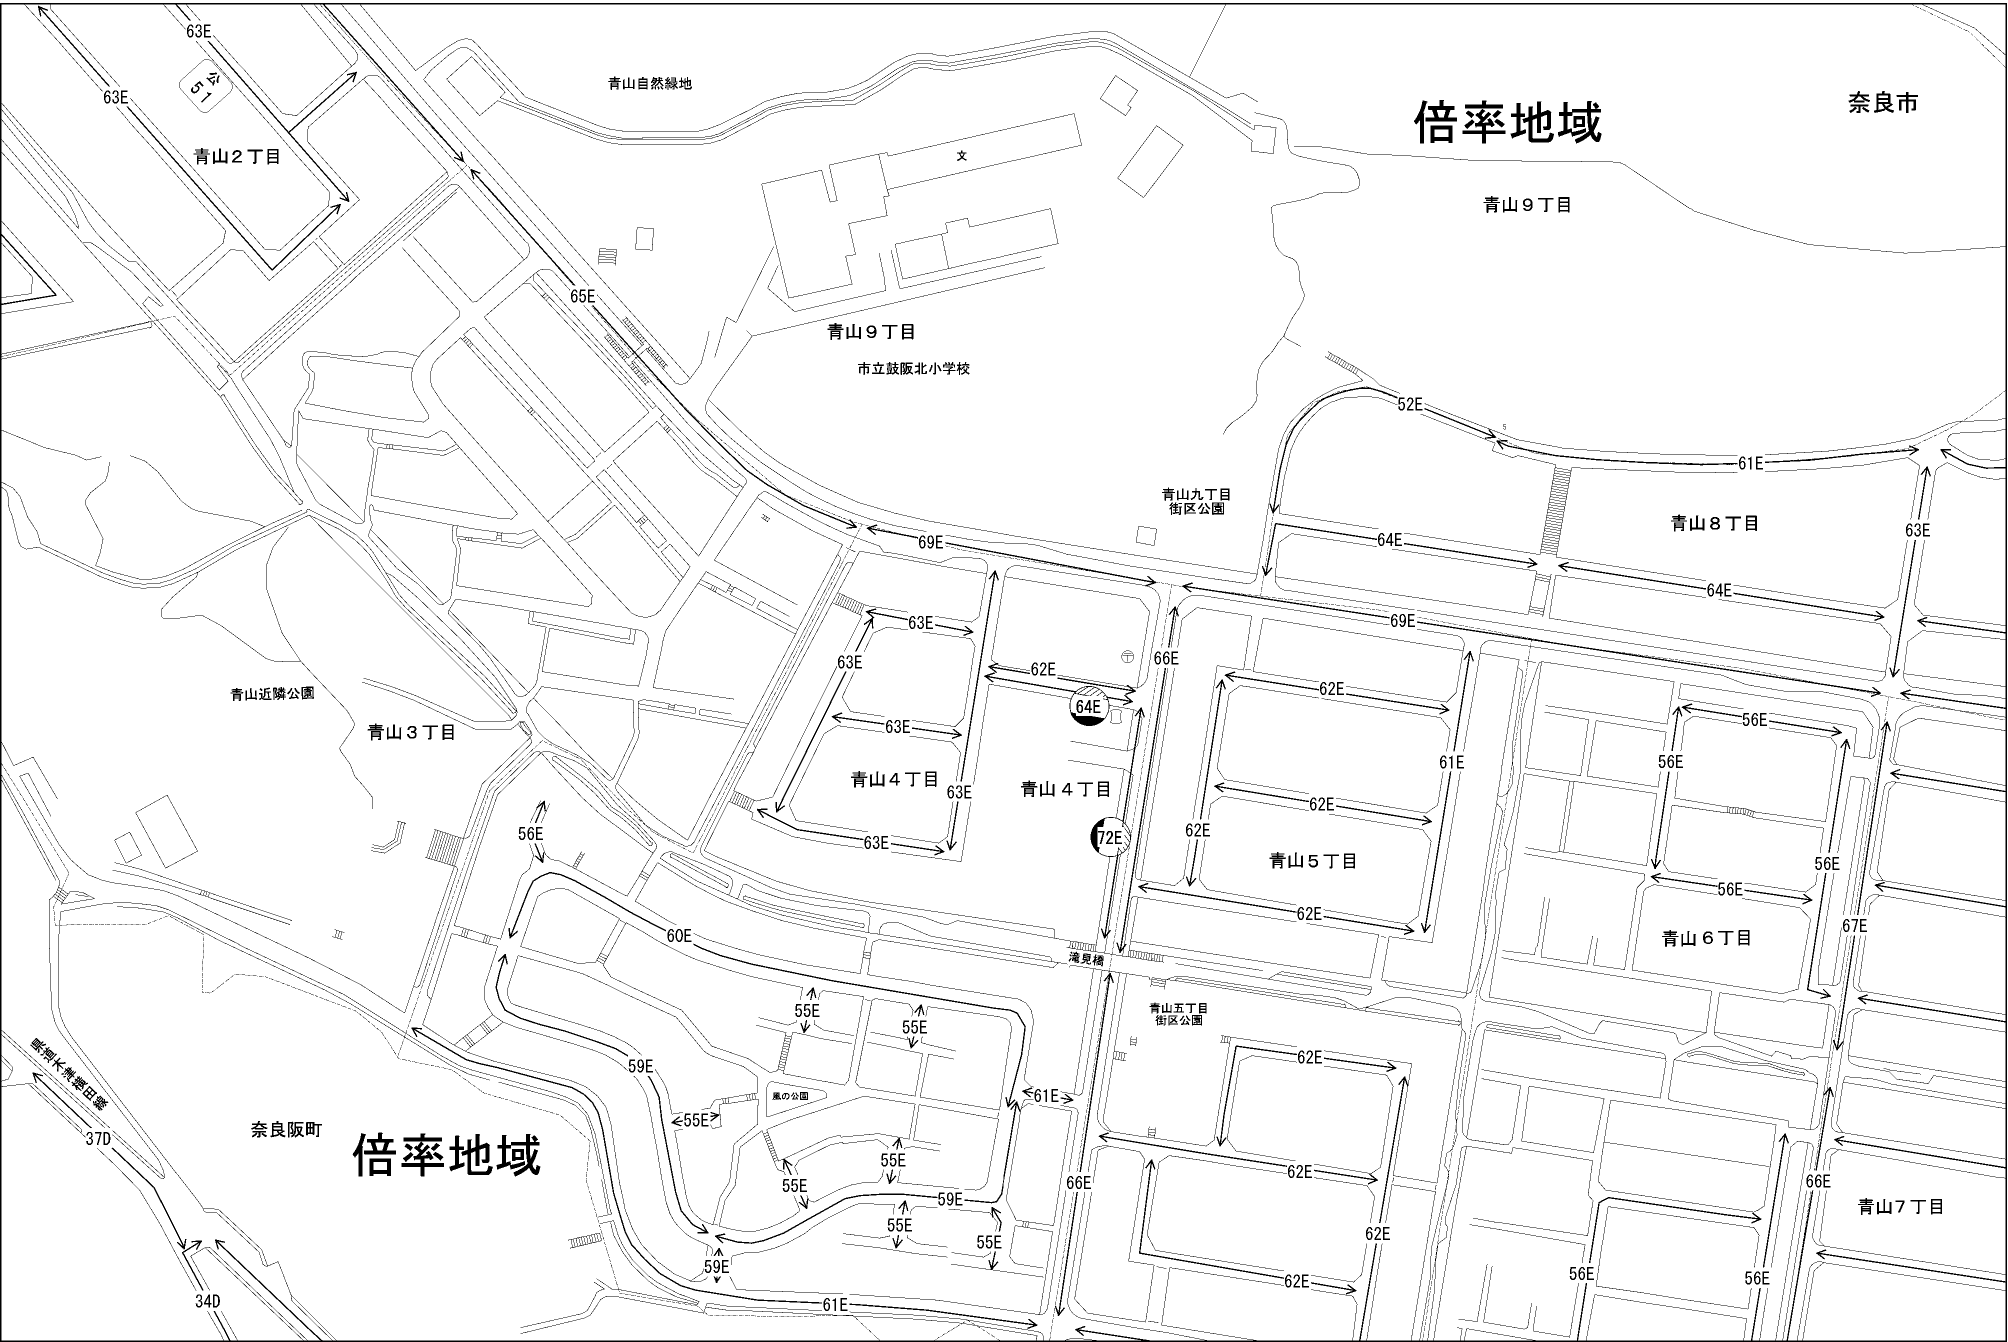 63E
公
51
63E
青山２丁目
青山自然緑地
文
倍率地域
奈良市
青山９丁目
65E
青山９丁目
市立鼓阪北小学校
52E
5
61E
青山九丁目
街区公園
青山８丁目
63E
69E
64E
64E
63E
69E
63E
62E
66E
〒
64E
62E
56E
青山近隣公園
青山３丁目
63E
青山４丁目
63E
青山４丁目
61E
56E
62E
56E
72E
62E
63E
青山５丁目
56E
56E
62E
67E
60E
青山６丁目
滝見橋
55E
55E
青山五丁目
街区公園
県道木津横田線
59E
62E
風の公園
61E
37D
奈良阪町
倍率地域
55E
55E
55E
62E
66E
66E
59E
青山７丁目
55E
55E
62E
59E
62E
56E
56E
34D
61E